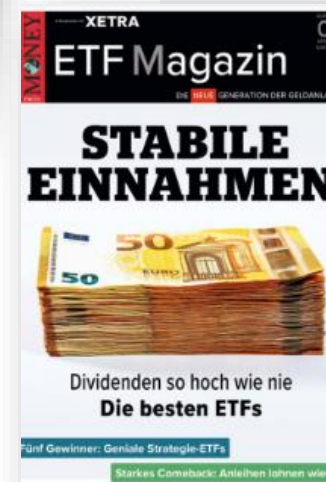 XETRA
MONEY
ETF Magazin
DIE NEUE GENERATION DER GELDANL
STABILE
EINNAHMEN
50
50
EURO
Dividenden so hoch wie nie
Die besten ETFs
Fünf Gewinner: Geniale Strategie-ETFs
Starkes Comeback: Anleihen lohnen wie